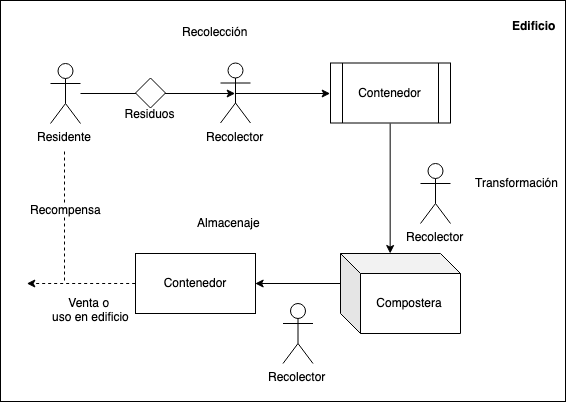 Edificio
Recolección
Residente
Residuos
Recolector
Contenedor
Transformación
Recolector
Recompensa
Almacenaje
Contenedor
Compostera
Venta o
uso en edificio
Recolector